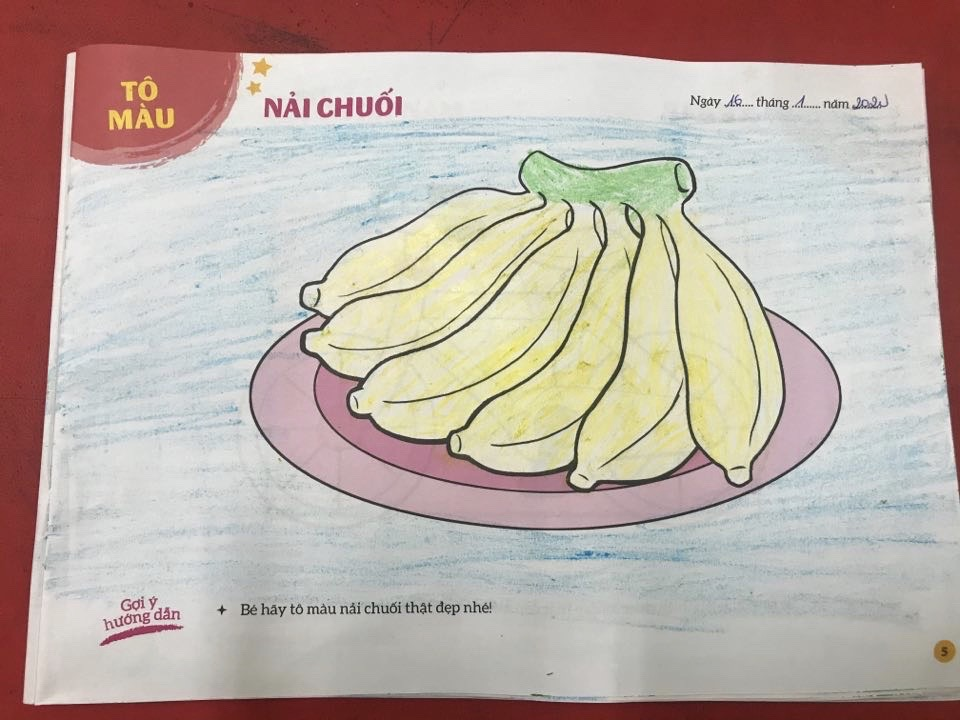 TÔ
MÀU
NẢI CHUỐI
Ngày 16 tháng 1 năm
Gợi ý
hướng dẫn
Bé hãy tô màu nải chuối thật đẹp nhé!
5